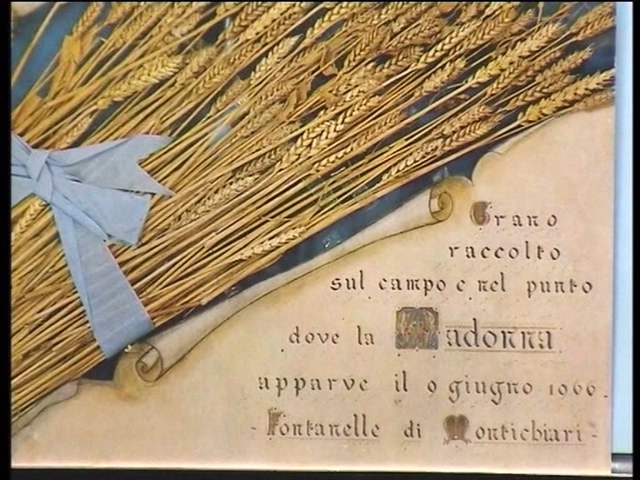 Grano
raccolto
sul campo e nel punto
dove la Madonna
apparve il 9 giugno 1966.
- Fontanelle di Montichiari -